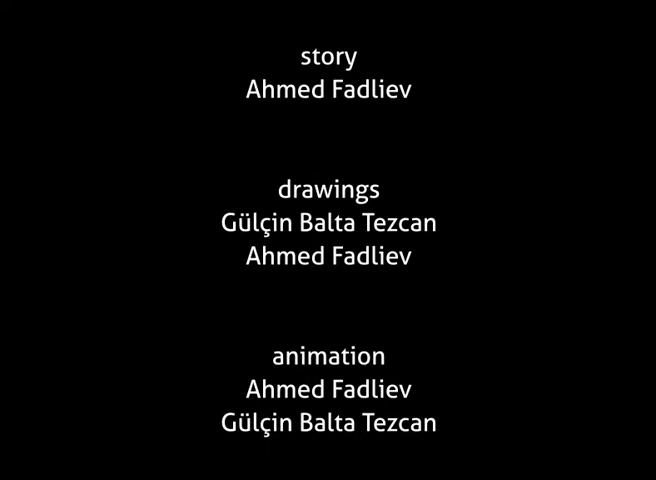 story
Ahmed Fadliev
drawings
Gülçin Balta Tezcan
Ahmed Fadliev
animation
Ahmed Fadliev
Gülçin Balta Tezcan